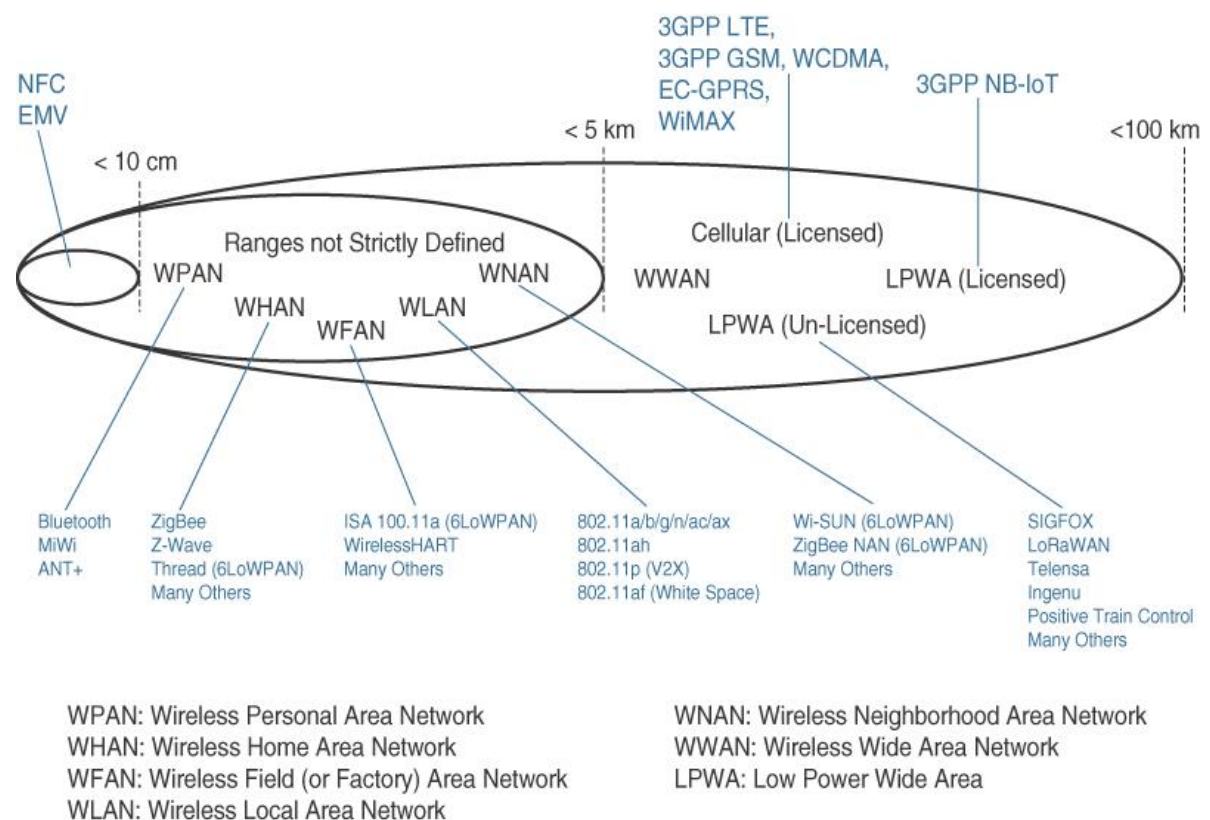 3GPP LTE,
3GPP GSM, WCDMA,
EC-GPRS,
WiMAX
3GPP NB-IoT
NFC
EMV
< 10 cm
< 5 km
<100 km
Ranges not Strictly Defined
Cellular (Licensed)
WPAN
WNAN
WWAN
LPWA (Licensed)
WHAN
WLAN
WFAN
LPWA (Un-Licensed)
Bluetooth
MiWi
ANT+
ZigBee
Z-Wave
Thread (6LoWPAN)
Many Others
ISA 100.11a (6LoWPAN)
WirelessHART
Many Others
802.11a/b/g/n/ac/ax
802.11ah
802.11p (V2X)
802.11af (White Space)
Wi-SUN (6LoWPAN)
ZigBee NAN (6LoWPAN)
Many Others
SIGFOX
LoRaWAN
Telensa
Ingenu
Positive Train Control
Many Others
WPAN: Wireless Personal Area Network
WHAN: Wireless Home Area Network
WFAN: Wireless Field (or Factory) Area Network
WLAN: Wireless Local Area Network
WNAN: Wireless Neighborhood Area Network
WWAN: Wireless Wide Area Network
LPWA: Low Power Wide Area